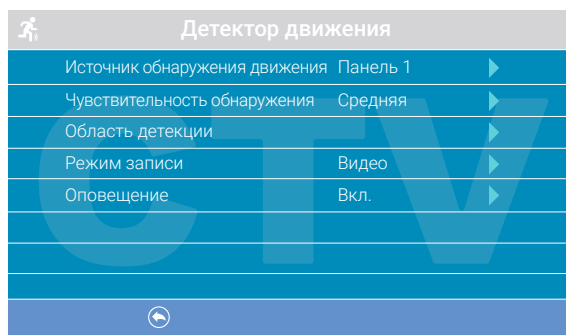 Детектор движения
Источник обнаружения движения Панель 1
Чувствительность обнаружения Средняя
Область детекции
Режим записи Видео
Оповещение Вкл.
CTV